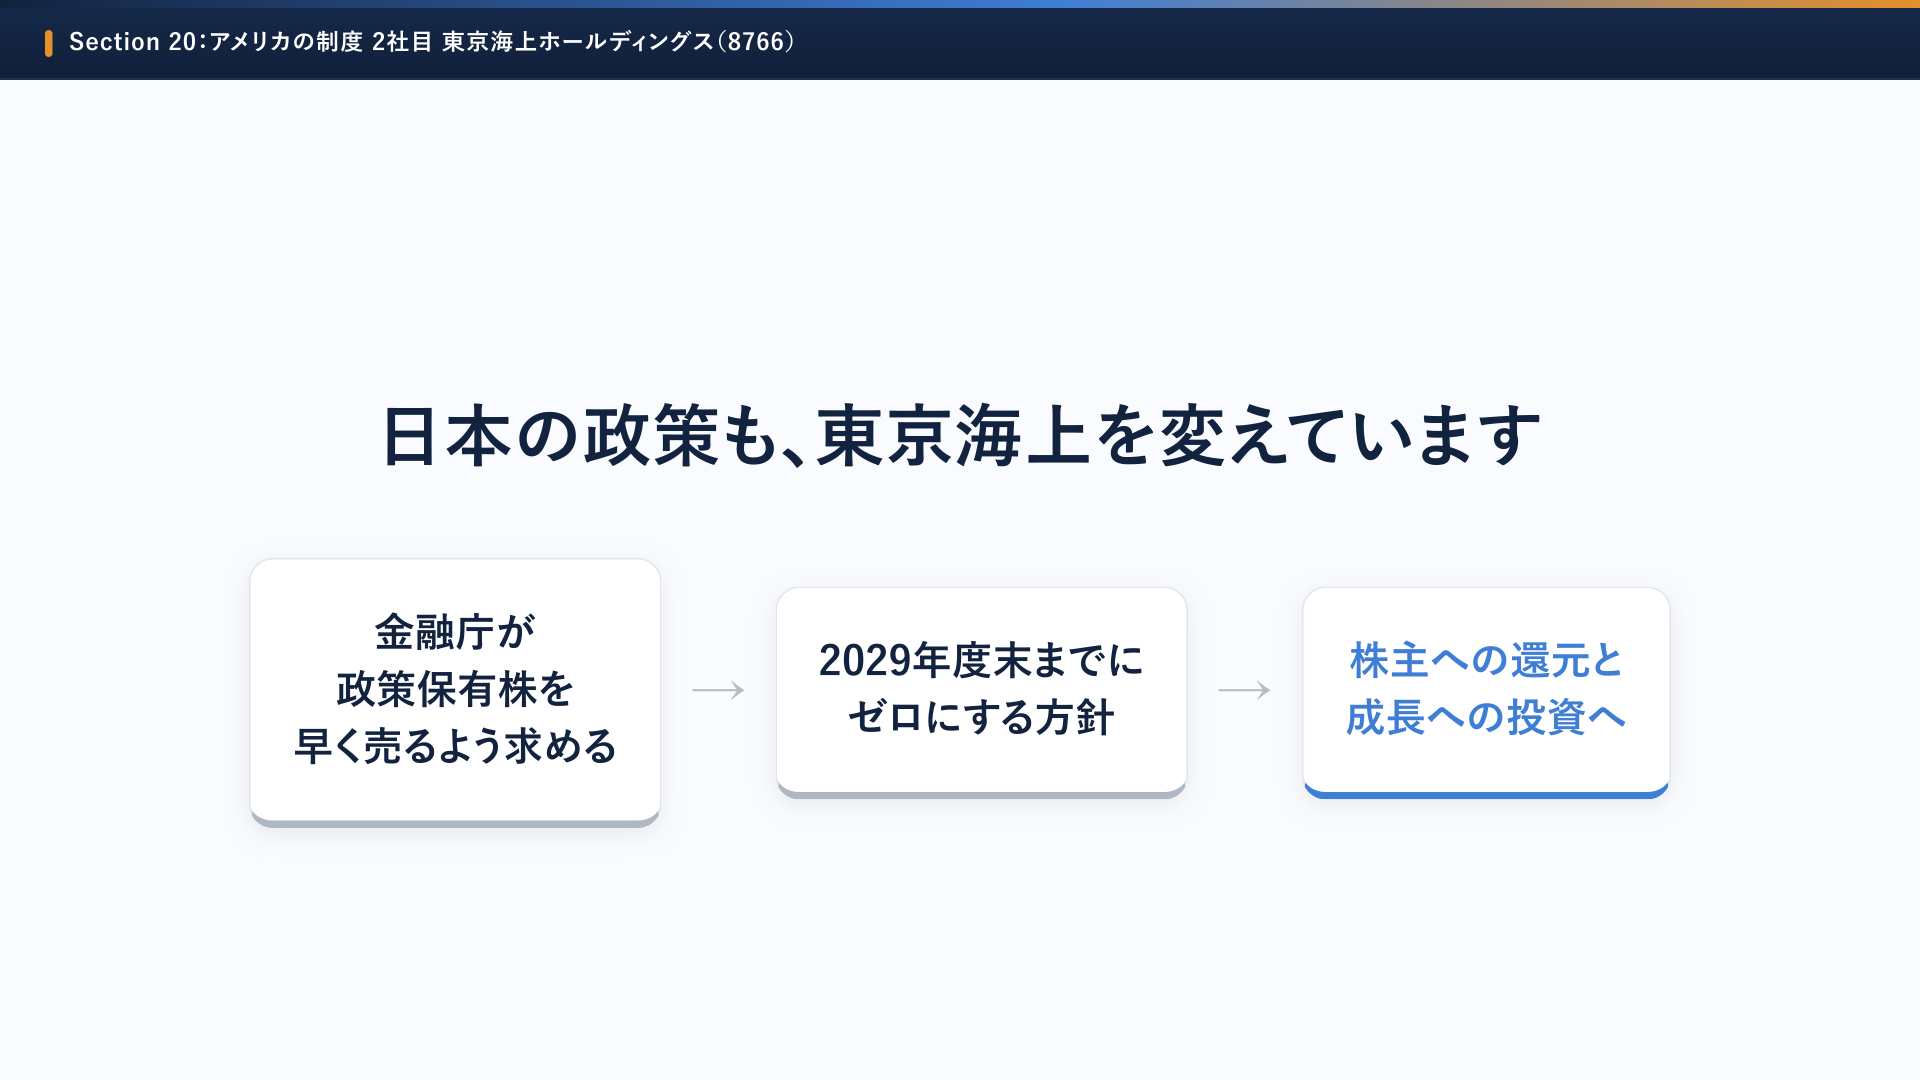 Section 20：アメリカの制度 2社目 東京海上ホールディングス（8766）
日本の政策も、東京海上を変えています
金融庁が
政策保有株を
早く売るよう求める
→
2029年度末までに
ゼロにする方針
→
株主への還元と
成長への投資へ